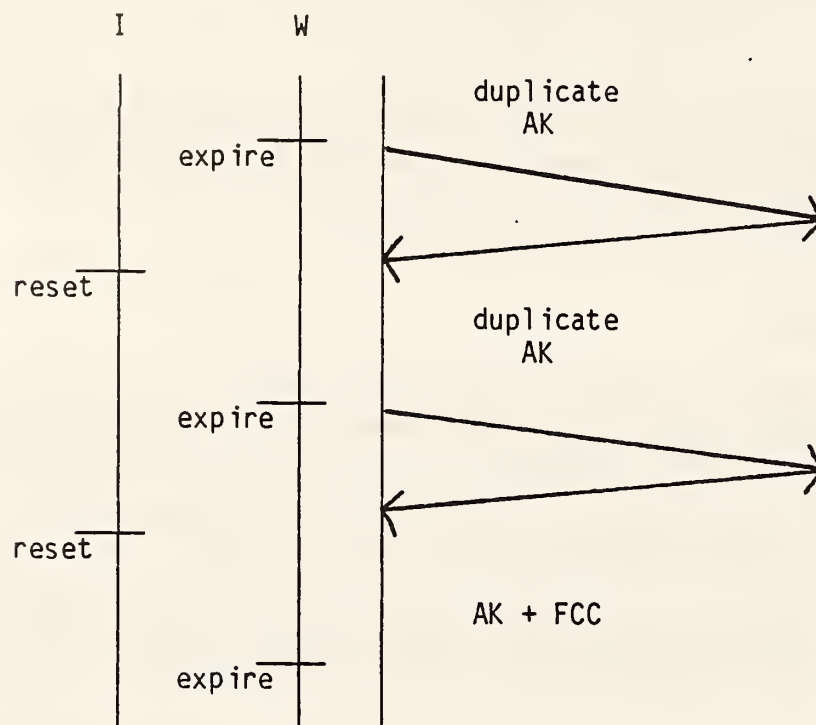 I W
duplicate
AK
expire
reset
duplicate
AK
expire
reset
AK + FCC
expire